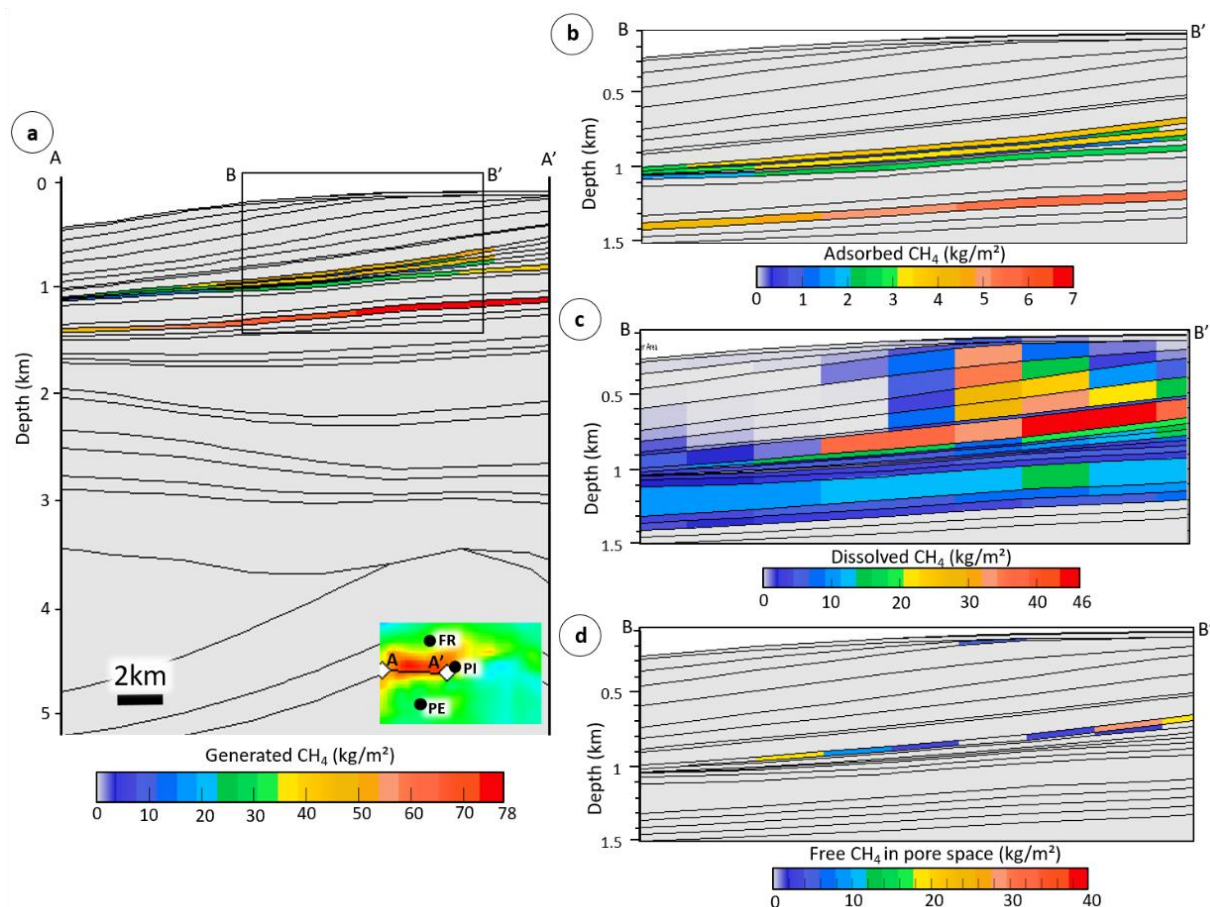 a
A
A'
B
B'
0
1
2
3
4
5
Depth (km)
2km
FR
A
A'
PI
PE
Generated CH₄ (kg/m²)
0 10 20 30 40 50 60 70 78
b
B
B'
0.5
1
1.5
Depth (km)
Adsorbed CH₄ (kg/m²)
0 1 2 3 4 5 6 7
c
B
B'
Area
0.5
1
1.5
Depth (km)
Dissolved CH₄ (kg/m²)
0 10 20 30 40 46
d
B
B'
0.5
1
1.5
Depth (km)
Free CH₄ in pore space (kg/m²)
0 10 20 30 40